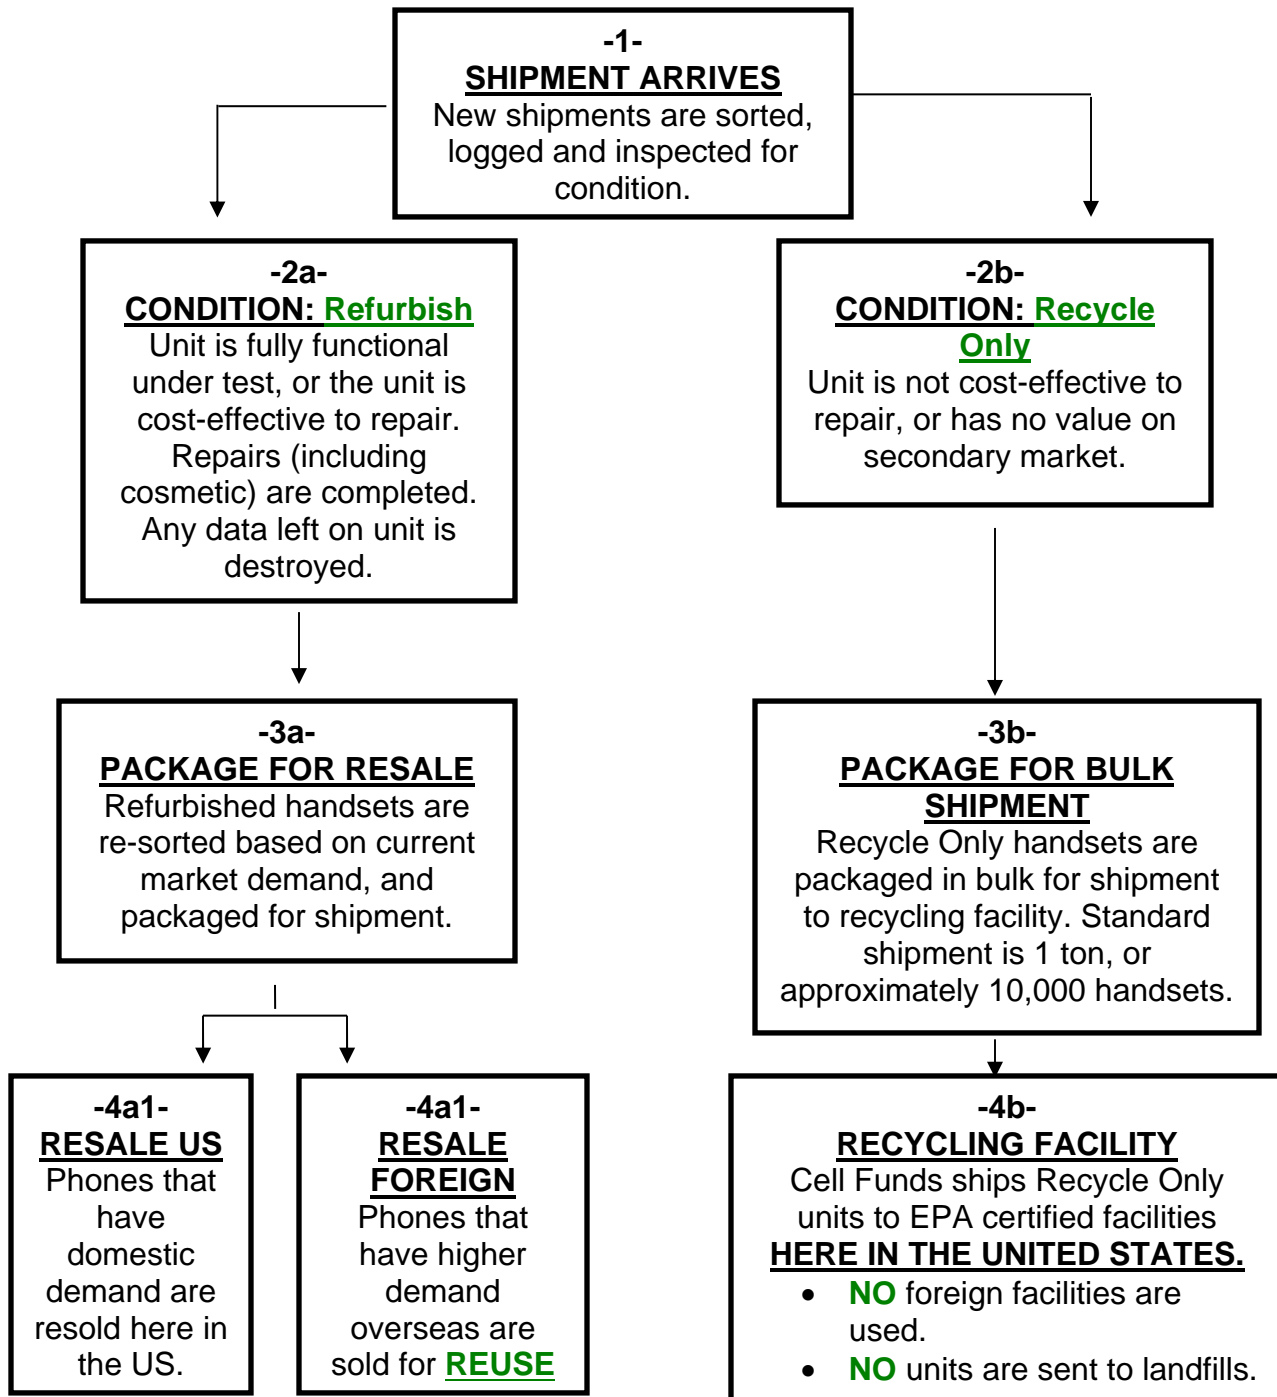 -1-
SHIPMENT ARRIVES
New shipments are sorted,
logged and inspected for
condition.
-2a-
CONDITION: Refurbish
Unit is fully functional
under test, or the unit is
cost-effective to repair.
Repairs (including
cosmetic) are completed.
Any data left on unit is
destroyed.
-2b-
CONDITION: Recycle
Only
Unit is not cost-effective to
repair, or has no value on
secondary market.
-3a-
PACKAGE FOR RESALE
Refurbished handsets are
re-sorted based on current
market demand, and
packaged for shipment.
-3b-
PACKAGE FOR BULK
SHIPMENT
Recycle Only handsets are
packaged in bulk for shipment
to recycling facility. Standard
shipment is 1 ton, or
approximately 10,000 handsets.
-4a1-
RESALE US
Phones that
have
domestic
demand are
resold here in
the US.
-4a1-
RESALE
FOREIGN
Phones that
have higher
demand
overseas are
sold for REUSE
-4b-
RECYCLING FACILITY
Cell Funds ships Recycle Only
units to EPA certified facilities
HERE IN THE UNITED STATES.
• NO foreign facilities are
used.
• NO units are sent to landfills.